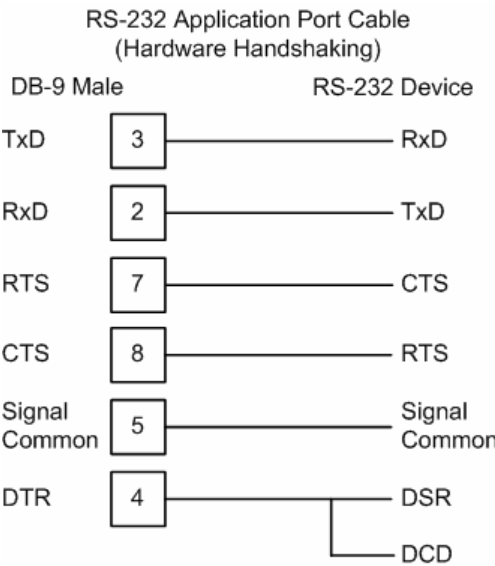 RS-232 Application Port Cable
(Hardware Handshaking)
DB-9 Male RS-232 Device
TxD 3 RxD
RxD 2 TxD
RTS 7 CTS
CTS 8 RTS
Signal Common 5 Signal Common
DTR 4 DSR
DCD